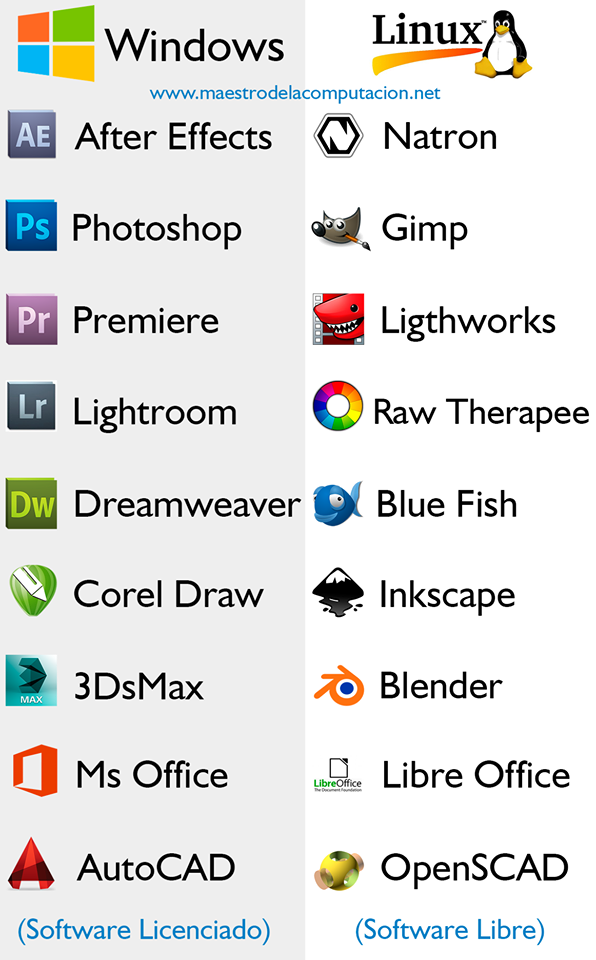 Windows Linux™
www.maestrodelacomputacion.net
AE After Effects Natron
Ps Photoshop Gimp
Pr Premiere Ligthworks
Lr Lightroom Raw Therapee
Dw Dreamweaver Blue Fish
Corel Draw Inkscape
MAX 3DsMax Blender
Ms Office LibreOffice The Document Foundation Libre Office
AutoCAD OpenSCAD
(Software Licenciado) (Software Libre)